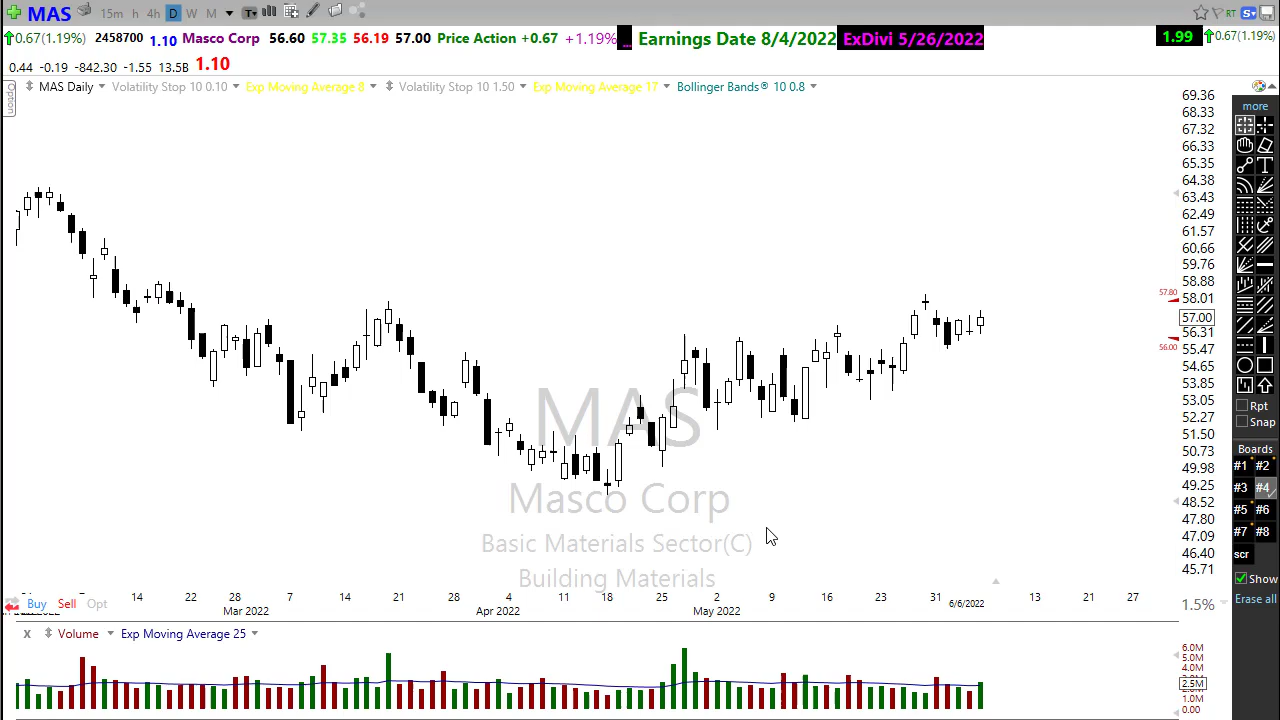 MAS 15m h 4h D W M T
RT S
0.67(1.19%) 2458700 1.10 Masco Corp 56.60 57.35 56.19 57.00 Price Action +0.67 +1.19% ... Earnings Date 8/4/2022 ExDivi 5/26/2022 1.99 0.67(1.19%)
0.44 -0.19 -842.30 -1.55 13.5B 1.10
Option
MAS Daily Volatility Stop 10 0.10 Exp Moving Average 8 Volatility Stop 10 1.50 Exp Moving Average 17 Bollinger Bands® 10 0.8
69.36
68.33
67.32
66.33
65.35
64.38
63.43
62.49
61.57
60.66
59.76
58.88
57.80
58.01
57.00
56.31
56.00
55.47
54.65
53.85
53.05
52.27
51.50
50.73
49.98
49.25
48.52
47.80
47.09
46.40
45.71
1.5%
MAS
Masco Corp
Basic Materials Sector(C)
Building Materials
more
T
Rpt
Snap
Boards
#1 #2
#3 #4
#5 #6
#7 #8
scr
Show
Erase all
14 22 28 7 14 21 28 4 11 18 25 2 9 16 23 31 6/6/2022 13 21 27
Buy Sell Opt
Mar 2022 Apr 2022 May 2022
X Volume Exp Moving Average 25
6.0M
5.0M
4.0M
2.5M
1.0M
0.00